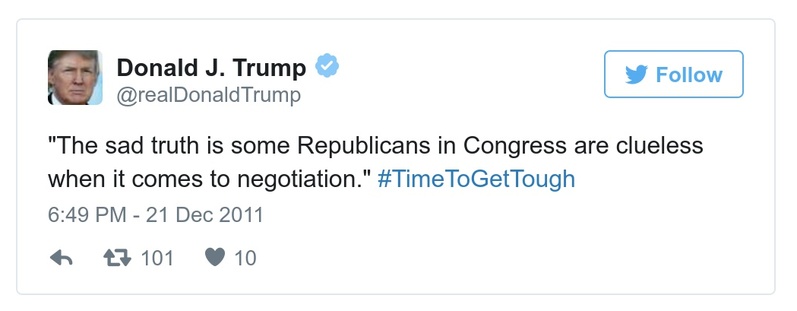 Donald J. Trump
@realDonaldTrump
Follow
"The sad truth is some Republicans in Congress are clueless
when it comes to negotiation." #TimeToGetTough
6:49 PM - 21 Dec 2011
101 10